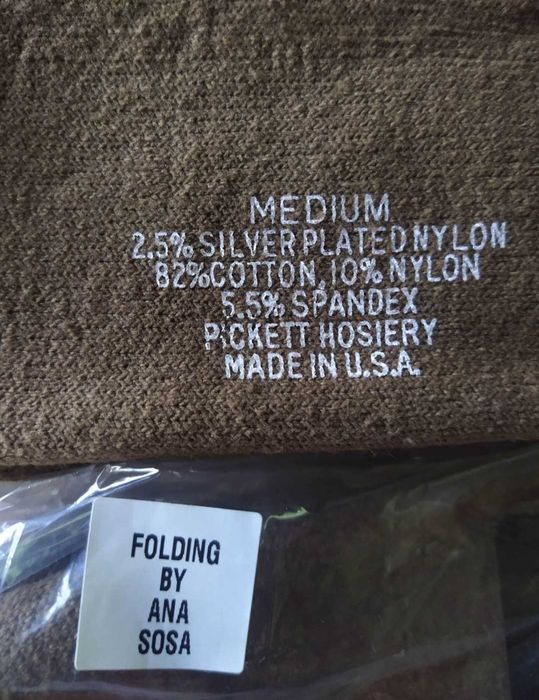 MEDIUM
2.5% SILVER PLATED NYLON
82% COTTON, 10% NYLON
5.5% SPANDEX
PICKETT HOSIERY
MADE IN U.S.A.
FOLDING
BY
ANA
SOSA